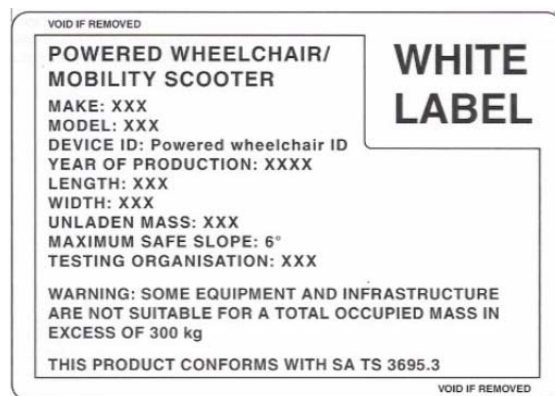 VOID IF REMOVED
POWERED WHEELCHAIR/
MOBILITY SCOOTER
WHITE
LABEL
MAKE: XXX
MODEL: XXX
DEVICE ID: Powered wheelchair ID
YEAR OF PRODUCTION: XXXX
LENGTH: XXX
WIDTH: XXX
UNLADEN MASS: XXX
MAXIMUM SAFE SLOPE: 6°
TESTING ORGANISATION: XXX
WARNING: SOME EQUIPMENT AND INFRASTRUCTURE
ARE NOT SUITABLE FOR A TOTAL OCCUPIED MASS IN
EXCESS OF 300 kg
THIS PRODUCT CONFORMS WITH SA TS 3695.3
VOID IF REMOVED